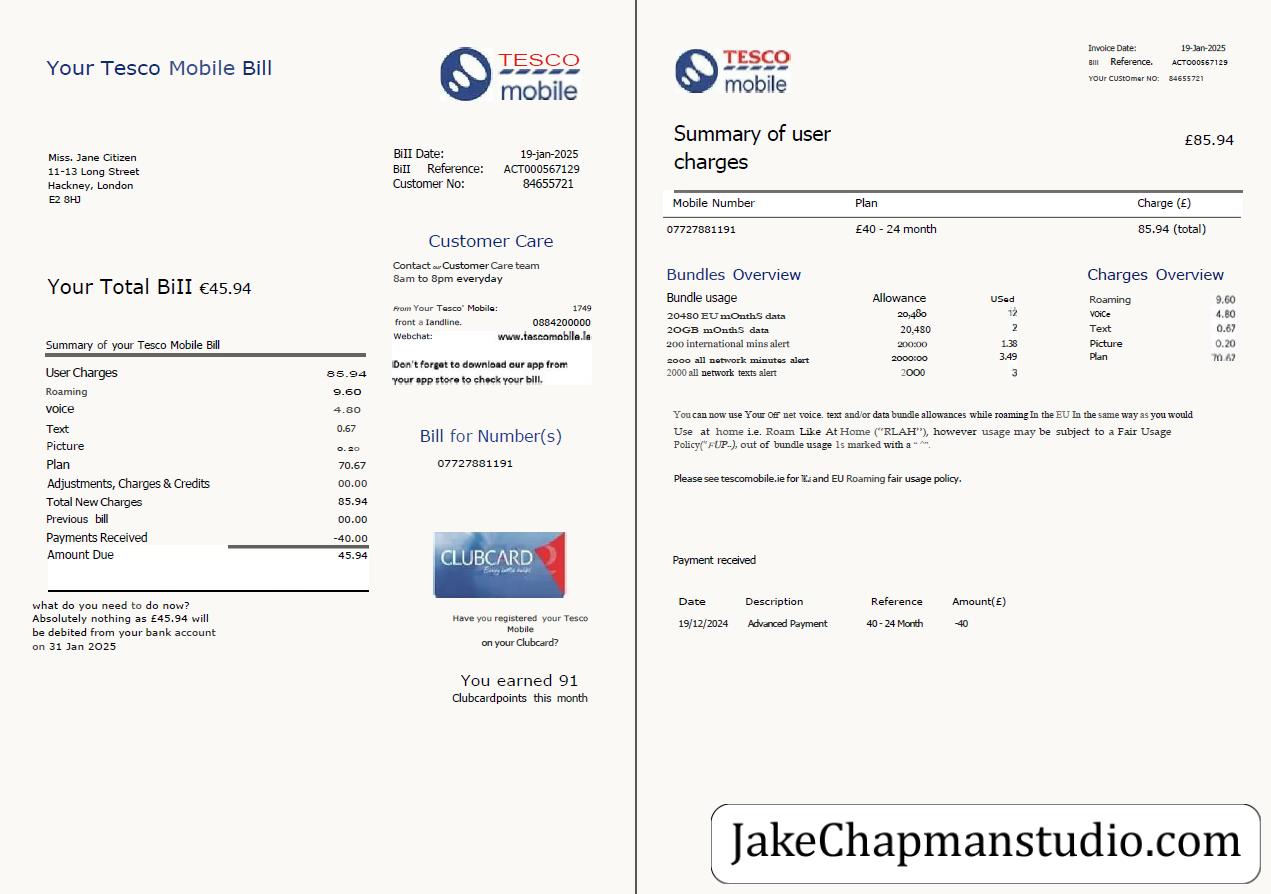 Your Tesco Mobile Bill
TESCO
mobile
Miss. Jane Citizen
11-13 Long Street
Hackney, London
E2 8HJ
BiII Date: 19-jan-2025
BiII Reference: ACT000567129
Customer No: 84655721
Customer Care
Contact our Customer Care team
8am to 8pm everyday
From Your Tesco' Mobile: 1749
front a Iandline. 0884200000
Webchat: www.tescomobile.ie
Don't forget to download our app from
your app store to check your bill.
Your Total BiII €45.94
Summary of your Tesco Mobile Bill
User Charges 85.94
Roaming 9.60
voice 4.80
Text 0.67
Picture 0.20
Plan 70.67
Adjustments, Charges & Credits 00.00
Total New Charges 85.94
Previous bill 00.00
Payments Received -40.00
Amount Due 45.94
what do you need to do now?
Absolutely nothing as £45.94 will
be debited from your bank account
on 31 Jan 2O25
Bill for Number(s)
07727881191
CLUBCARD
Every little helps
Have you registered your Tesco
Mobile
on your Clubcard?
You earned 91
Clubcardpoints this month
TESCO
mobile
Invoice Date: 19-Jan-2025
Bill Reference. ACTO00567129
YOUr CUStOmer NO: 84655721
Summary of user
charges
£85.94
Mobile Number Plan Charge (£)
07727881191 £40 - 24 month 85.94 (total)
Bundles Overview
Bundle usage Allowance USed
20480 EU mOnthS data 20,480 12
2OGB mOnthS data 20,480 2
200 international mins alert 200:00 1.38
2000 all network minutes alert 2000:00 3.49
2000 all network texts alert 2OOO 3
Charges Overview
Roaming 9.60
VOiCe 4.80
Text 0.67
Picture 0.20
Plan 70.67
You can now use Your Off net voice. text and/or data bundle allowances while roaming In the EU In the same way as you would
Use at home i.e. Roam Like At Home ("RLAH"), however usage may be subject to a Fair Usage
Policy("FUP..), out of bundle usage 1s marked with a " ^".
Please see tescomobile.ie for and EU Roaming fair usage policy.
Payment received
Date Description Reference Amount(£)
19/12/2024 Advanced Payment 40 - 24 Month -40
JakeChapmanstudio.com